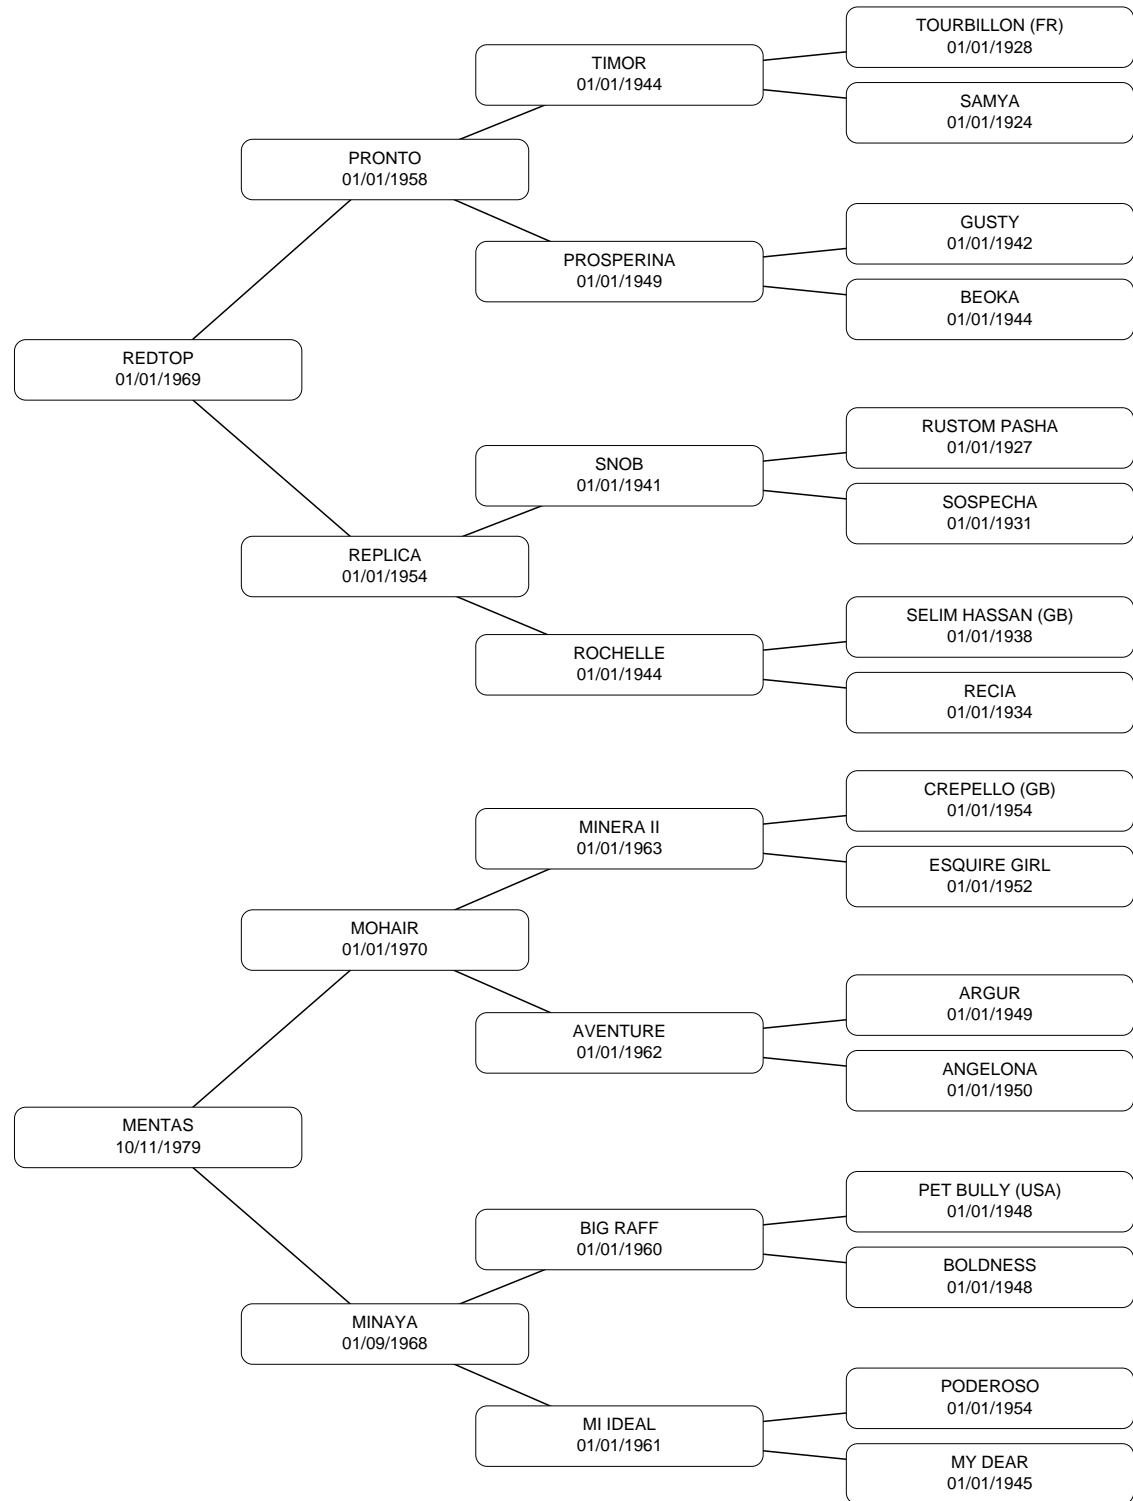 TOURBILLON (FR)
01/01/1928
TIMOR
01/01/1944
SAMYA
01/01/1924
PRONTO
01/01/1958
GUSTY
01/01/1942
PROSPERINA
01/01/1949
BEOKA
01/01/1944
REDTOP
01/01/1969
RUSTOM PASHA
01/01/1927
SNOB
01/01/1941
SOSPECHA
01/01/1931
REPLICA
01/01/1954
SELIM HASSAN (GB)
01/01/1938
ROCHELLE
01/01/1944
RECIA
01/01/1934
CREPELLO (GB)
01/01/1954
MINERA II
01/01/1963
ESQUIRE GIRL
01/01/1952
MOHAIR
01/01/1970
ARGUR
01/01/1949
AVENTURE
01/01/1962
ANGELONA
01/01/1950
MENTAS
10/11/1979
PET BULLY (USA)
01/01/1948
BIG RAFF
01/01/1960
BOLDNESS
01/01/1948
MINAYA
01/09/1968
PODEROSO
01/01/1954
MI IDEAL
01/01/1961
MY DEAR
01/01/1945